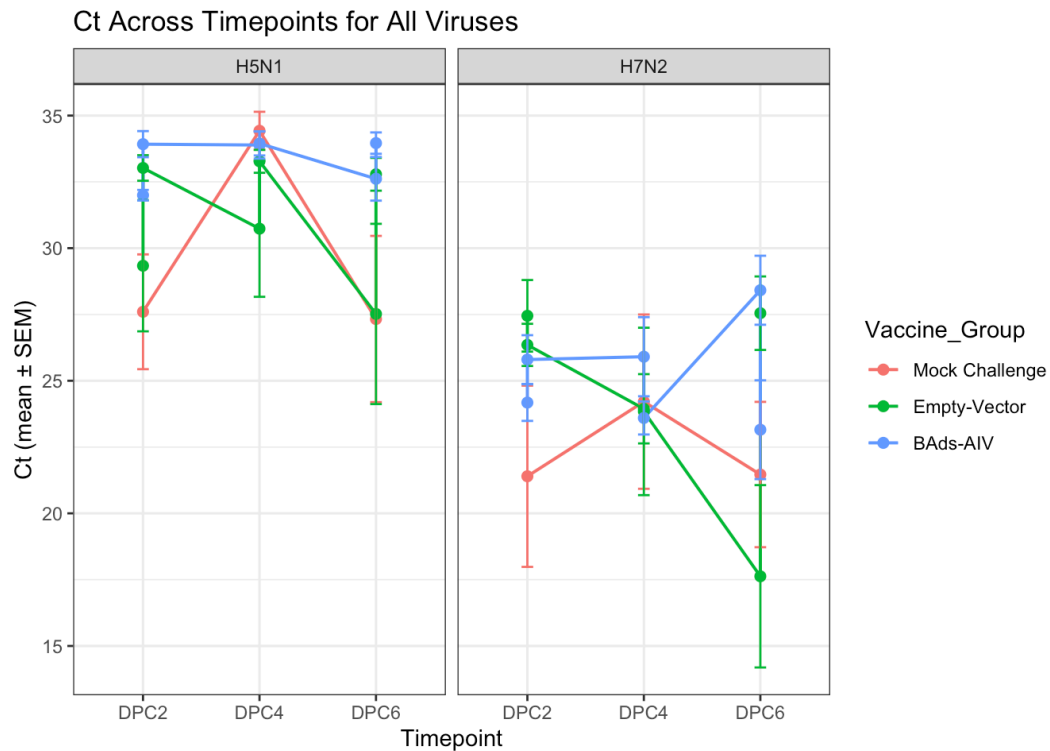 Ct Across Timepoints for All Viruses
H5N1
H7N2
Ct (mean ± SEM)
35
30
25
20
15
DPC2
DPC4
DPC6
DPC2
DPC4
DPC6
Timepoint
Vaccine_Group
Mock Challenge
Empty-Vector
BAds-AIV